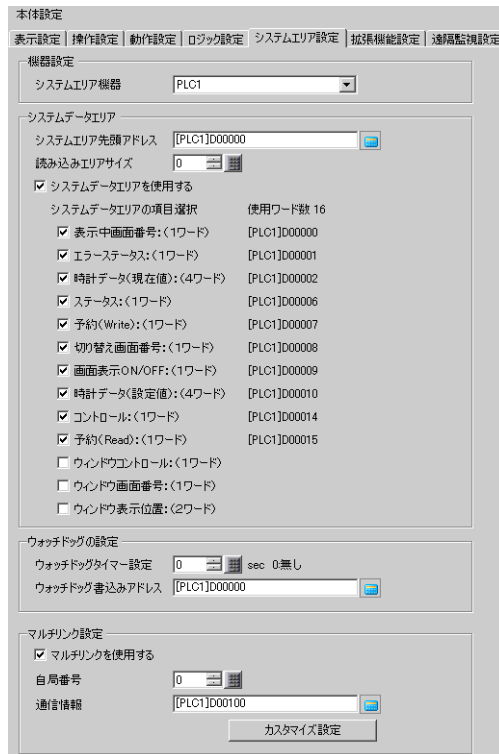 本体設定
表示設定 操作設定 動作設定 ロジック設定 システムエリア設定 拡張機能設定 遠隔監視設定
機器設定
システムエリア機器 PLC1
システムデータエリア
システムエリア先頭アドレス [PLC1]D00000
読み込みエリアサイズ 0
システムデータエリアを使用する
システムデータエリアの項目選択 使用ワード数 16
表示中画面番号:(1ワード) [PLC1]D00000
エラーステータス:(1ワード) [PLC1]D00001
時計データ(現在値):(4ワード) [PLC1]D00002
ステータス:(1ワード) [PLC1]D00006
予約(Write):(1ワード) [PLC1]D00007
切り替え画面番号:(1ワード) [PLC1]D00008
画面表示ON/OFF:(1ワード) [PLC1]D00009
時計データ(設定値):(4ワード) [PLC1]D00010
コントロール:(1ワード) [PLC1]D00014
予約(Read):(1ワード) [PLC1]D00015
ウィンドウコントロール:(1ワード)
ウィンドウ画面番号:(1ワード)
ウィンドウ表示位置:(2ワード)
ウォッチドッグの設定
ウォッチドッグタイマー設定 0 sec 0:無し
ウォッチドッグ書込みアドレス [PLC1]D00000
マルチリンク設定
マルチリンクを使用する
自局番号 0
通信情報 [PLC1]D00100
カスタマイズ設定